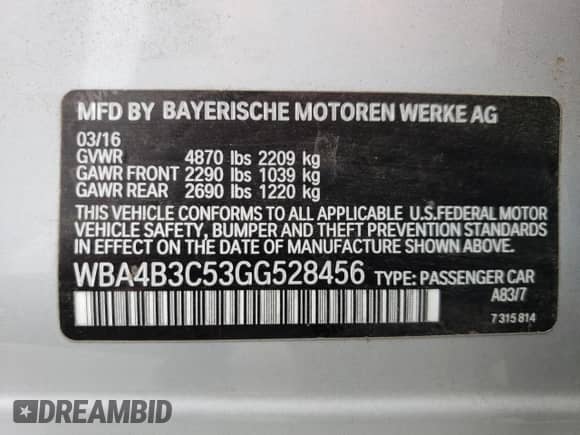 MFD BY BAYERISCHE MOTOREN WERKE AG
03/16
GVWR 4870 lbs 2209 kg
GAWR FRONT 2290 lbs 1039 kg
GAWR REAR 2690 lbs 1220 kg
THIS VEHICLE CONFORMS TO ALL APPLICABLE U.S.FEDERAL MOTOR
VEHICLE SAFETY, BUMPER AND THEFT PREVENTION STANDARDS
IN EFFECT ON THE DATE OF MANUFACTURE SHOWN ABOVE.
WBA4B3C53GG528456 TYPE: PASSENGER CAR
A83/7
7 315 814
DREAMBID